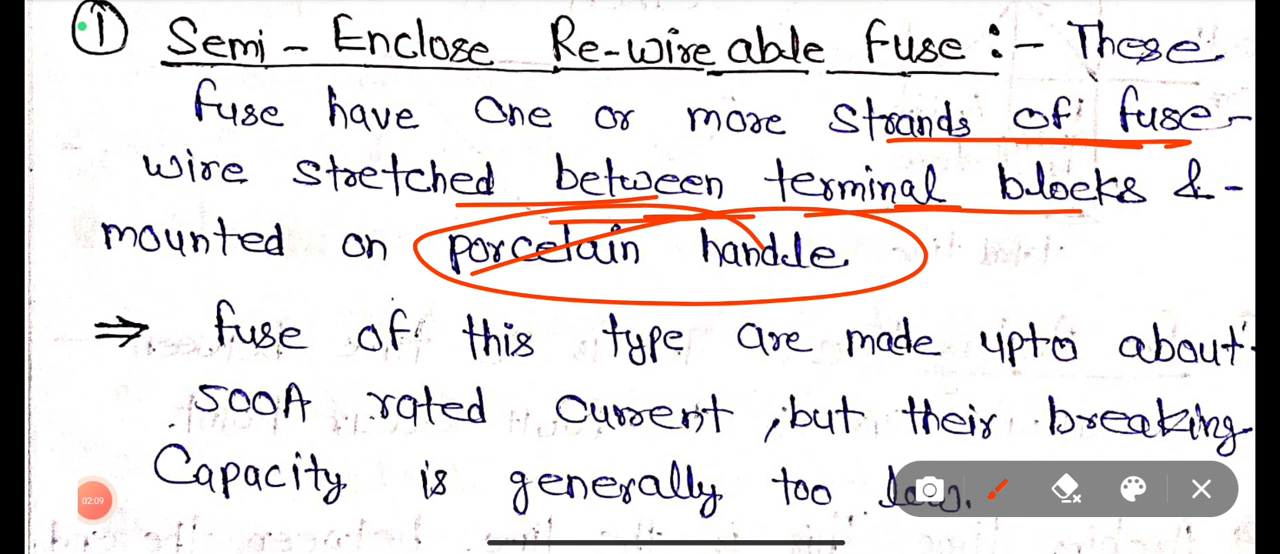 ① Semi - Enclose Re-wireable fuse :- These
fuse have one or more strands of fuse-
wire stretched between terminal blocks & -
mounted on porcelain handle
⇒ fuse of this type are made upto about
500A rated current, but their breaking
Capacity is generally too low.
02:09